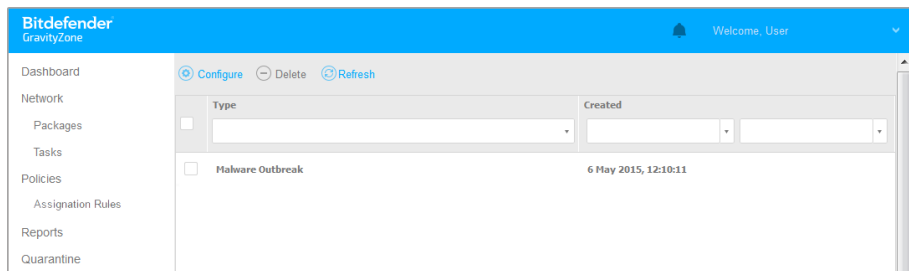 Bitdefender
GravityZone
Welcome, User
Dashboard
Network
Packages
Tasks
Policies
Assignation Rules
Reports
Quarantine
Configure Delete Refresh
Type Created
Malware Outbreak 6 May 2015, 12:10:11